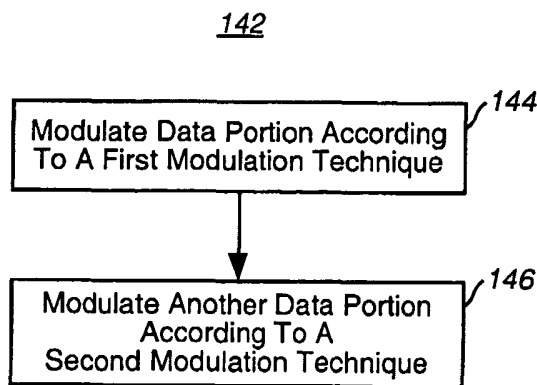 142
144
Modulate Data Portion According
To A First Modulation Technique
146
Modulate Another Data Portion
According To A
Second Modulation Technique